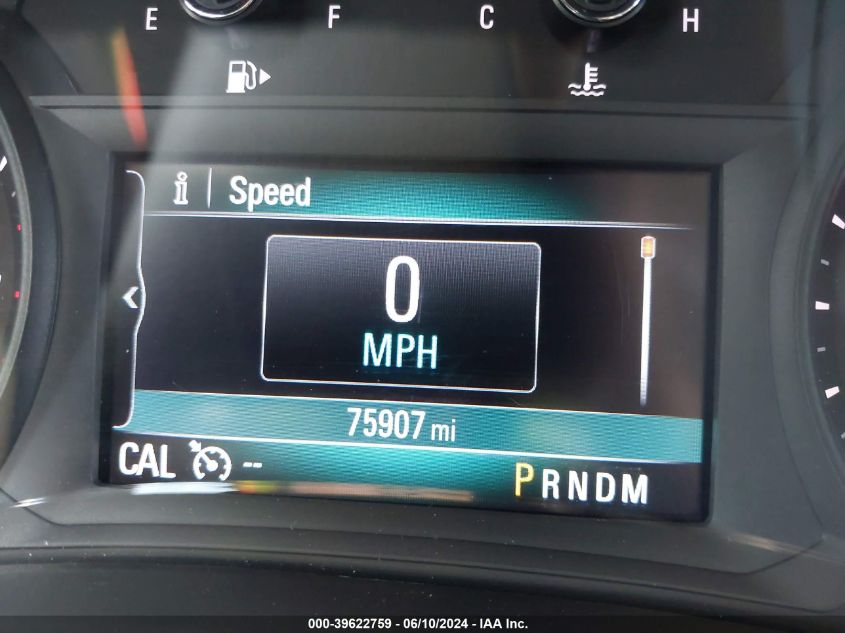 E F C H
i Speed
0
MPH
75907 mi
CAL -- PRNDM
000-39622759 - 06/10/2024 - IAA Inc.